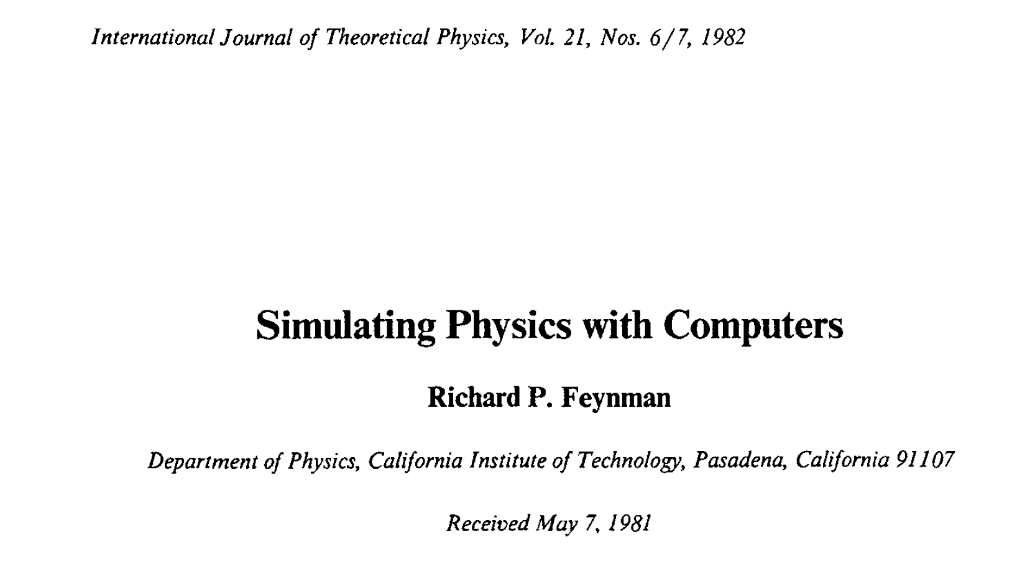 International Journal of Theoretical Physics, Vol. 21, Nos. 6/7, 1982
Simulating Physics with Computers
Richard P. Feynman
Department of Physics, California Institute of Technology, Pasadena, California 91107
Received May 7, 1981